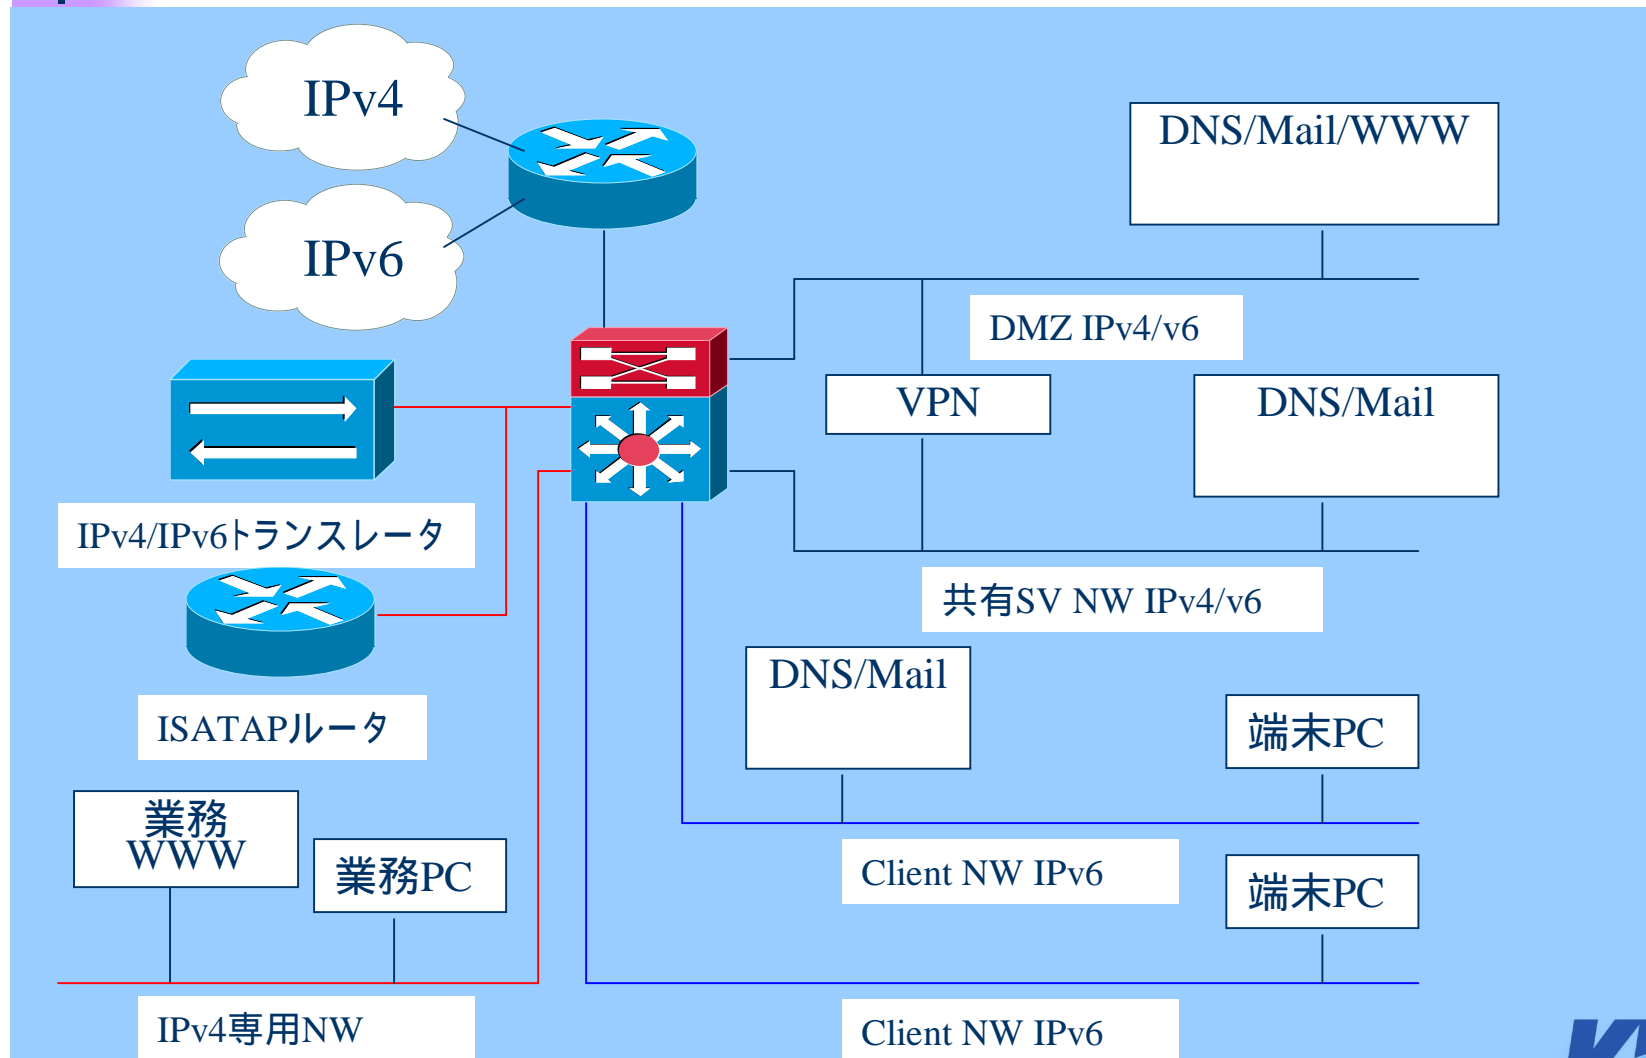 IPv4
DNS/Mail/WWW
IPv6
DMZ IPv4/v6
VPN
DNS/Mail
IPv4/IPv6トランスレータ
共有SV NW IPv4/v6
DNS/Mail
端末PC
ISATAPルータ
業務
WWW
業務PC
Client NW IPv6
端末PC
IPv4専用NW
Client NW IPv6